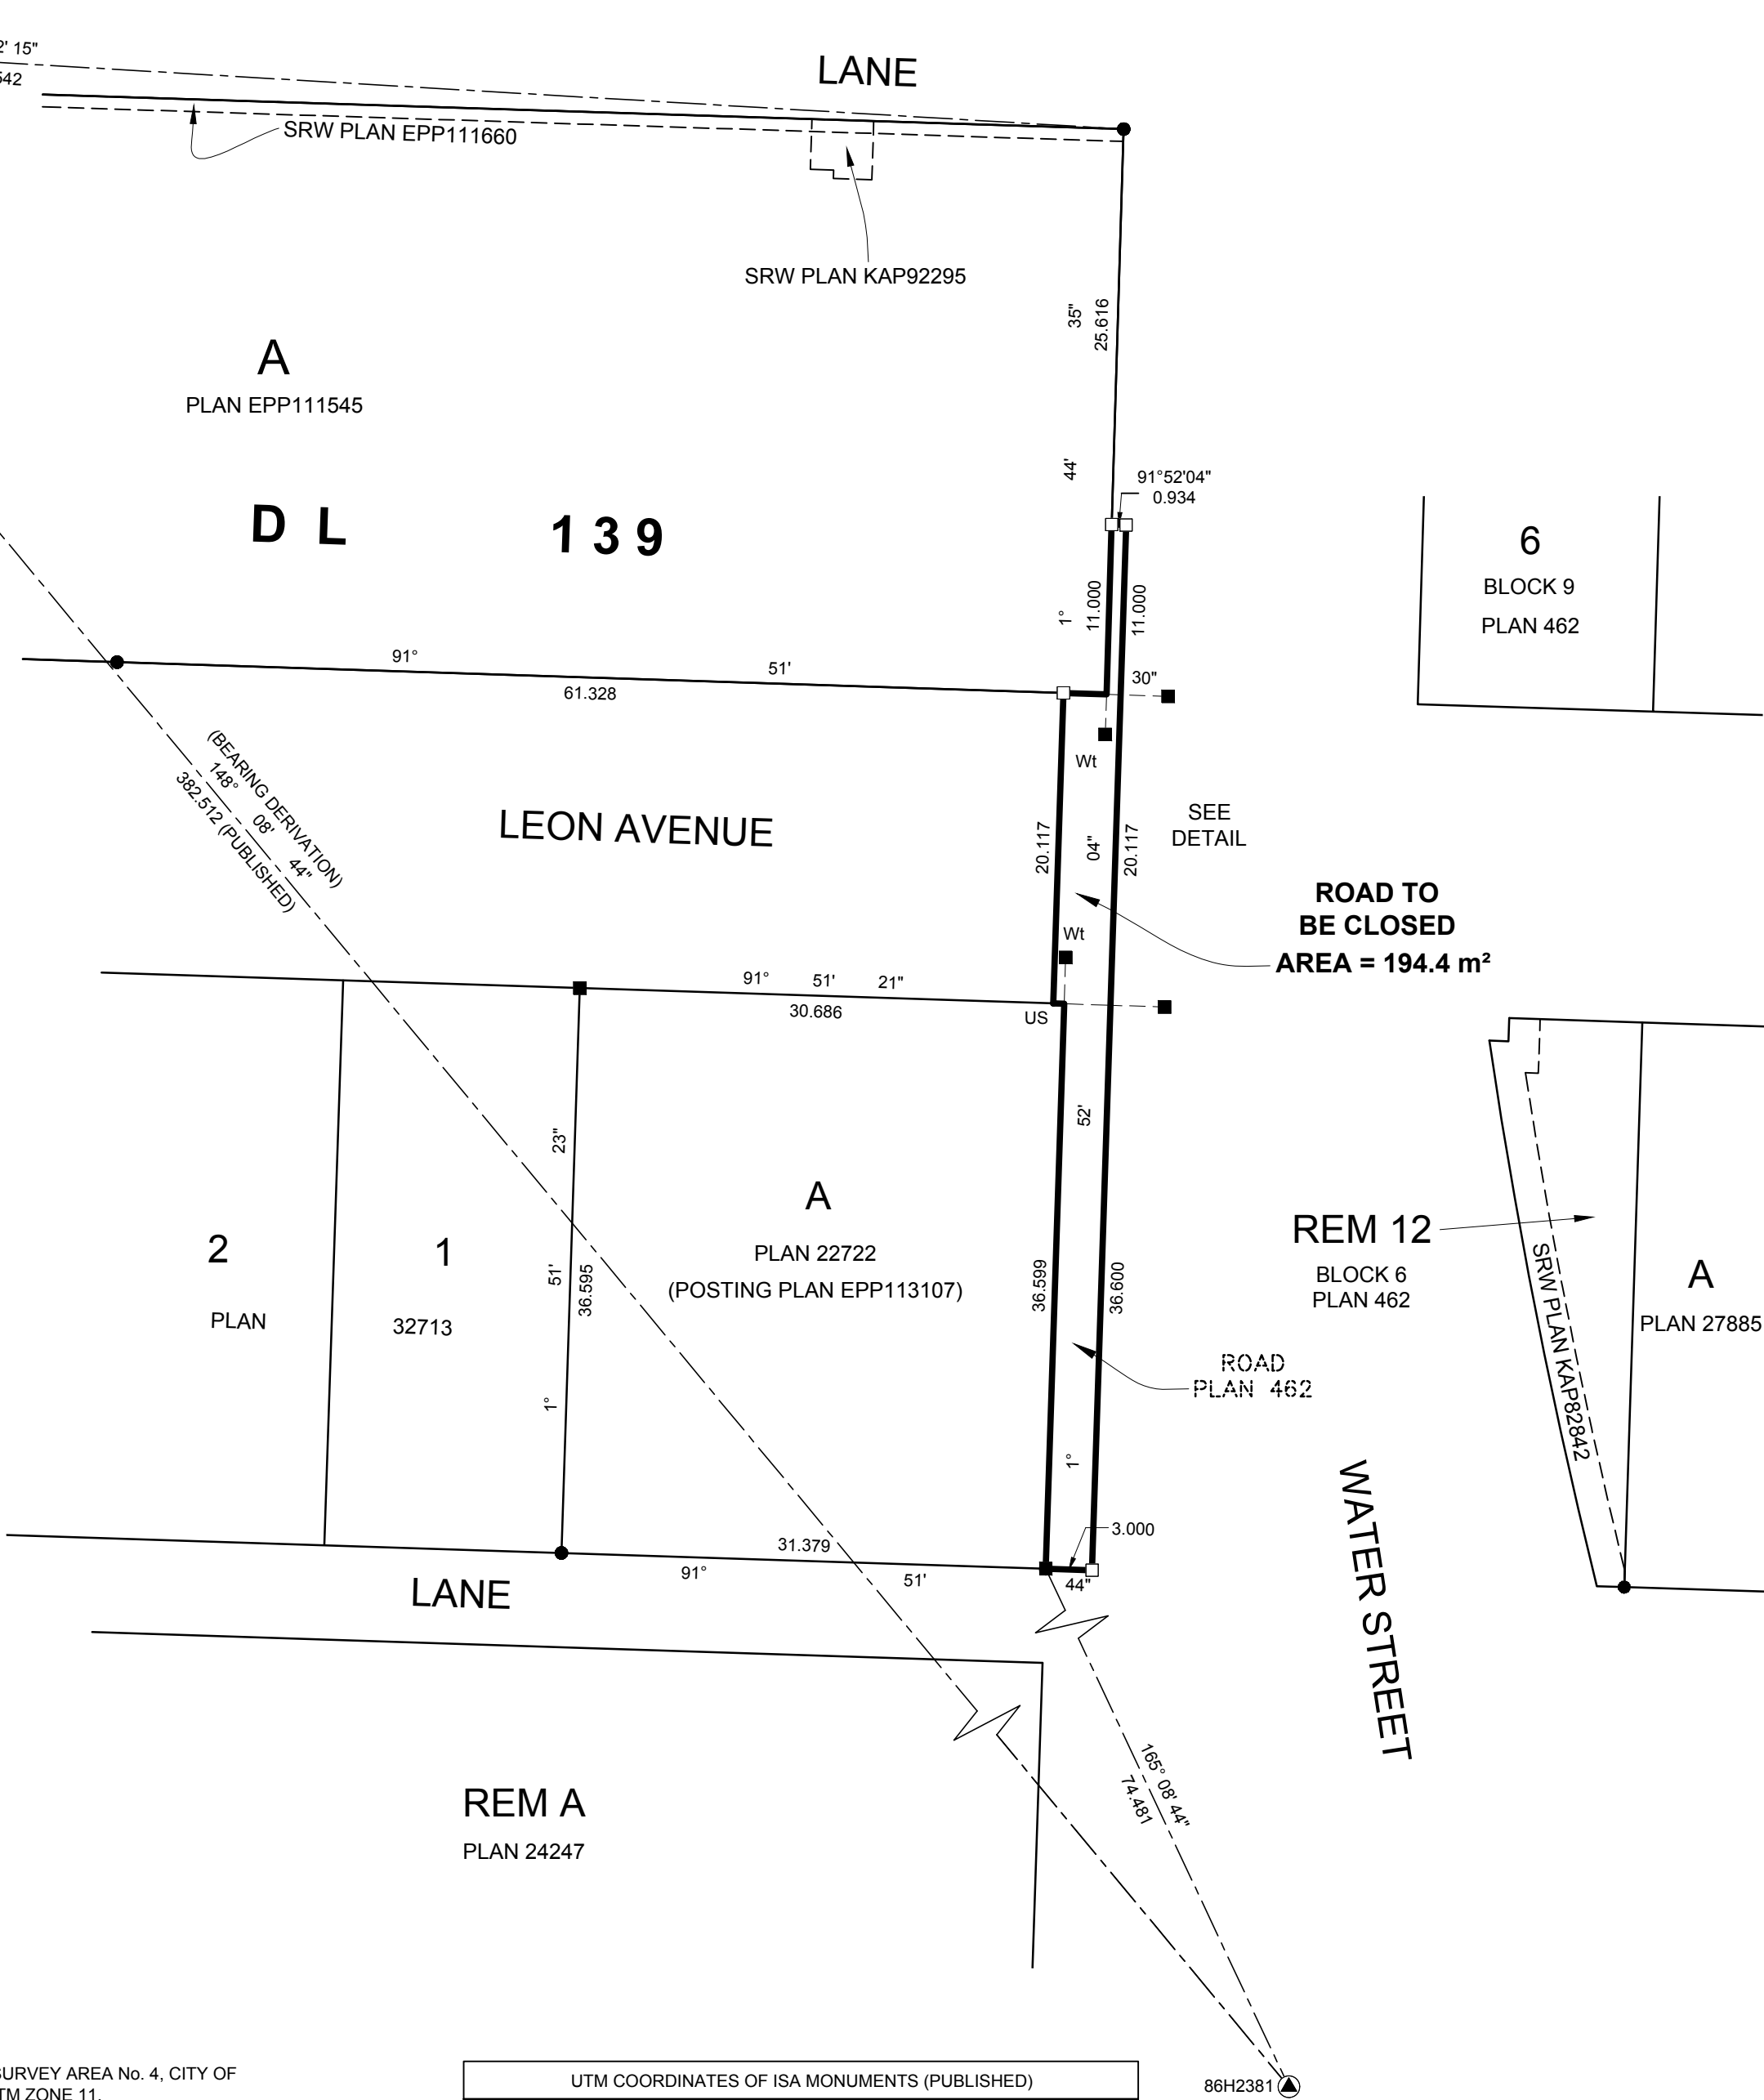 2' 15"
542
LANE
SRW PLAN EPP111660
SRW PLAN KAP92295
35"
25.616
A
PLAN EPP111545
44'
91°52'04"
0.934
D L 139
6
BLOCK 9
PLAN 462
1°
11.000
11.000
91° 51' 30"
61.328
(BEARING DERIVATION)
148° 08' 44"
382.512 (PUBLISHED)
Wt
LEON AVENUE
SEE
DETAIL
20.117
04"
20.117
ROAD TO
BE CLOSED
AREA = 194.4 m²
Wt
91° 51' 21"
30.686
US
52'
23"
51'
36.595
1°
A
PLAN 22722
(POSTING PLAN EPP113107)
2
1
PLAN 32713
36.599
36.600
REM 12
BLOCK 6
PLAN 462
SRW PLAN KAP82842
A
PLAN 27885
ROAD
PLAN 462
1°
WATER STREET
3.000
31.379
91° 51' 44"
LANE
165° 08' 44"
74.481
REM A
PLAN 24247
SURVEY AREA No. 4, CITY OF
TM ZONE 11.
UTM COORDINATES OF ISA MONUMENTS (PUBLISHED)
86H2381